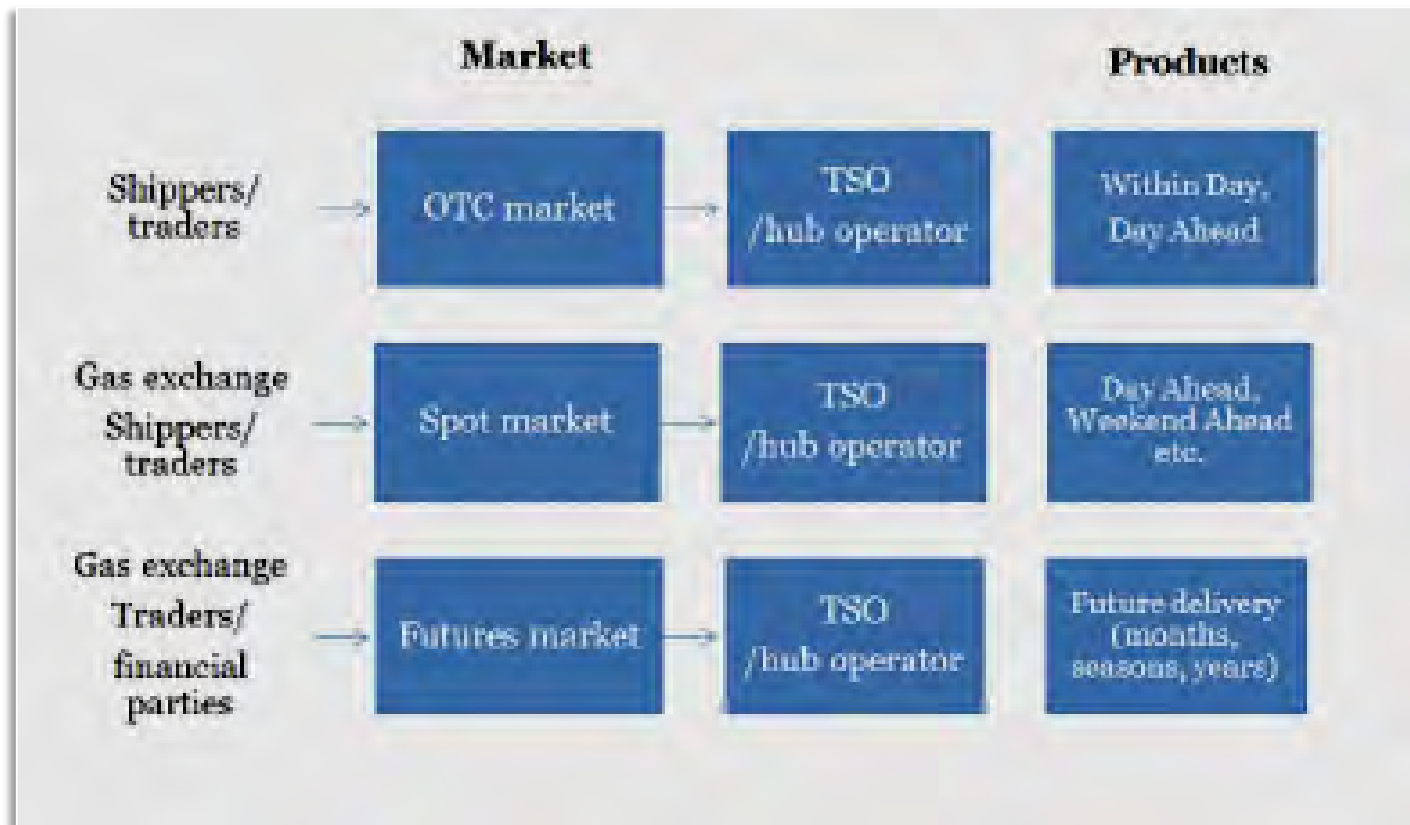 Market
Products
Shippers/
traders
OTC market
TSO
/hub operator
Within Day,
Day Ahead
Gas exchange
Shippers/
traders
Spot market
TSO
/hub operator
Day Ahead,
Weekend Ahead
etc.
Gas exchange
Traders/
financial
parties
Futures market
TSO
/hub operator
Future delivery
(months,
seasons, years)